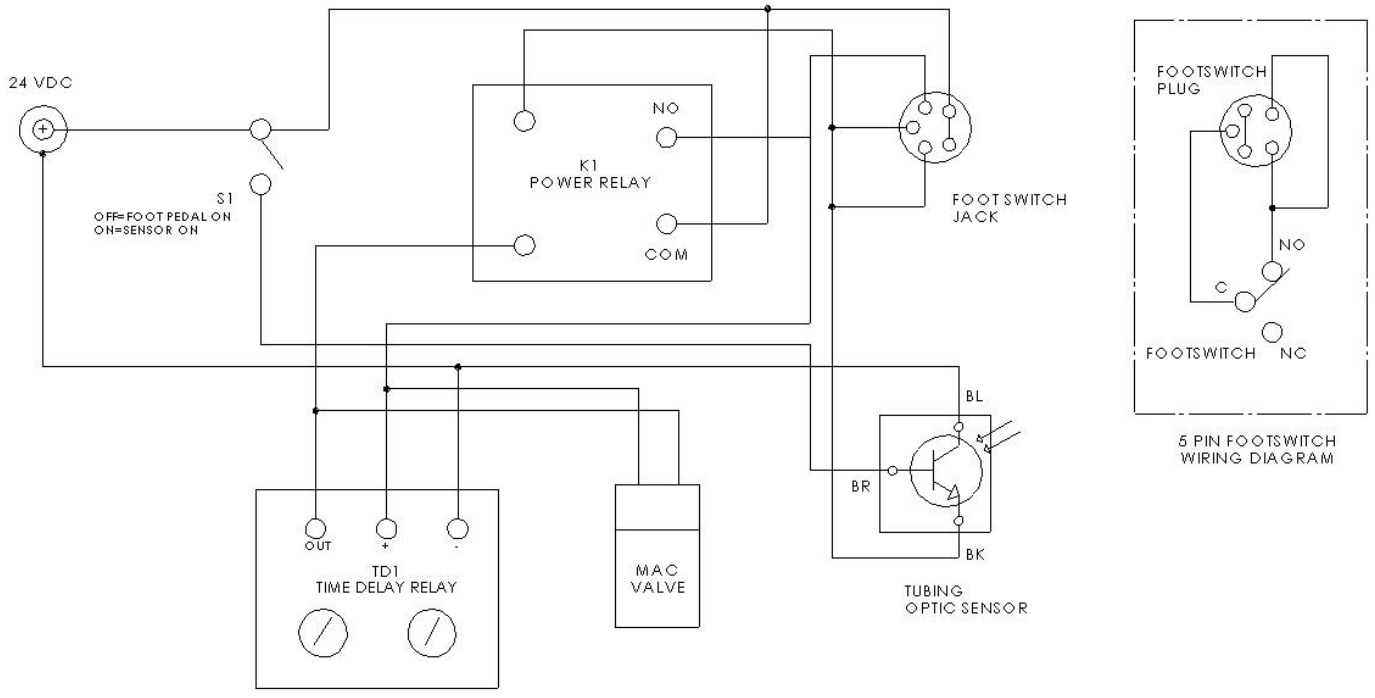 24 VDC
+
S1
OFF=FOOT PEDAL ON
ON=SENSOR ON
NO
K1
POWER RELAY
COM
FOOT SWITCH
JACK
FOOTSWITCH
PLUG
NO
C
FOOTSWITCH
NC
5 PIN FOOTSWITCH
WIRING DIAGRAM
BL
BR
BK
TUBING
OPTIC SENSOR
OUT
+
-
TD1
TIME DELAY RELAY
MAC
VALVE